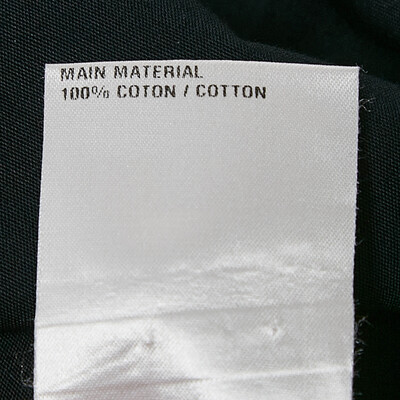 MAIN MATERIAL
100% COTON / COTTON